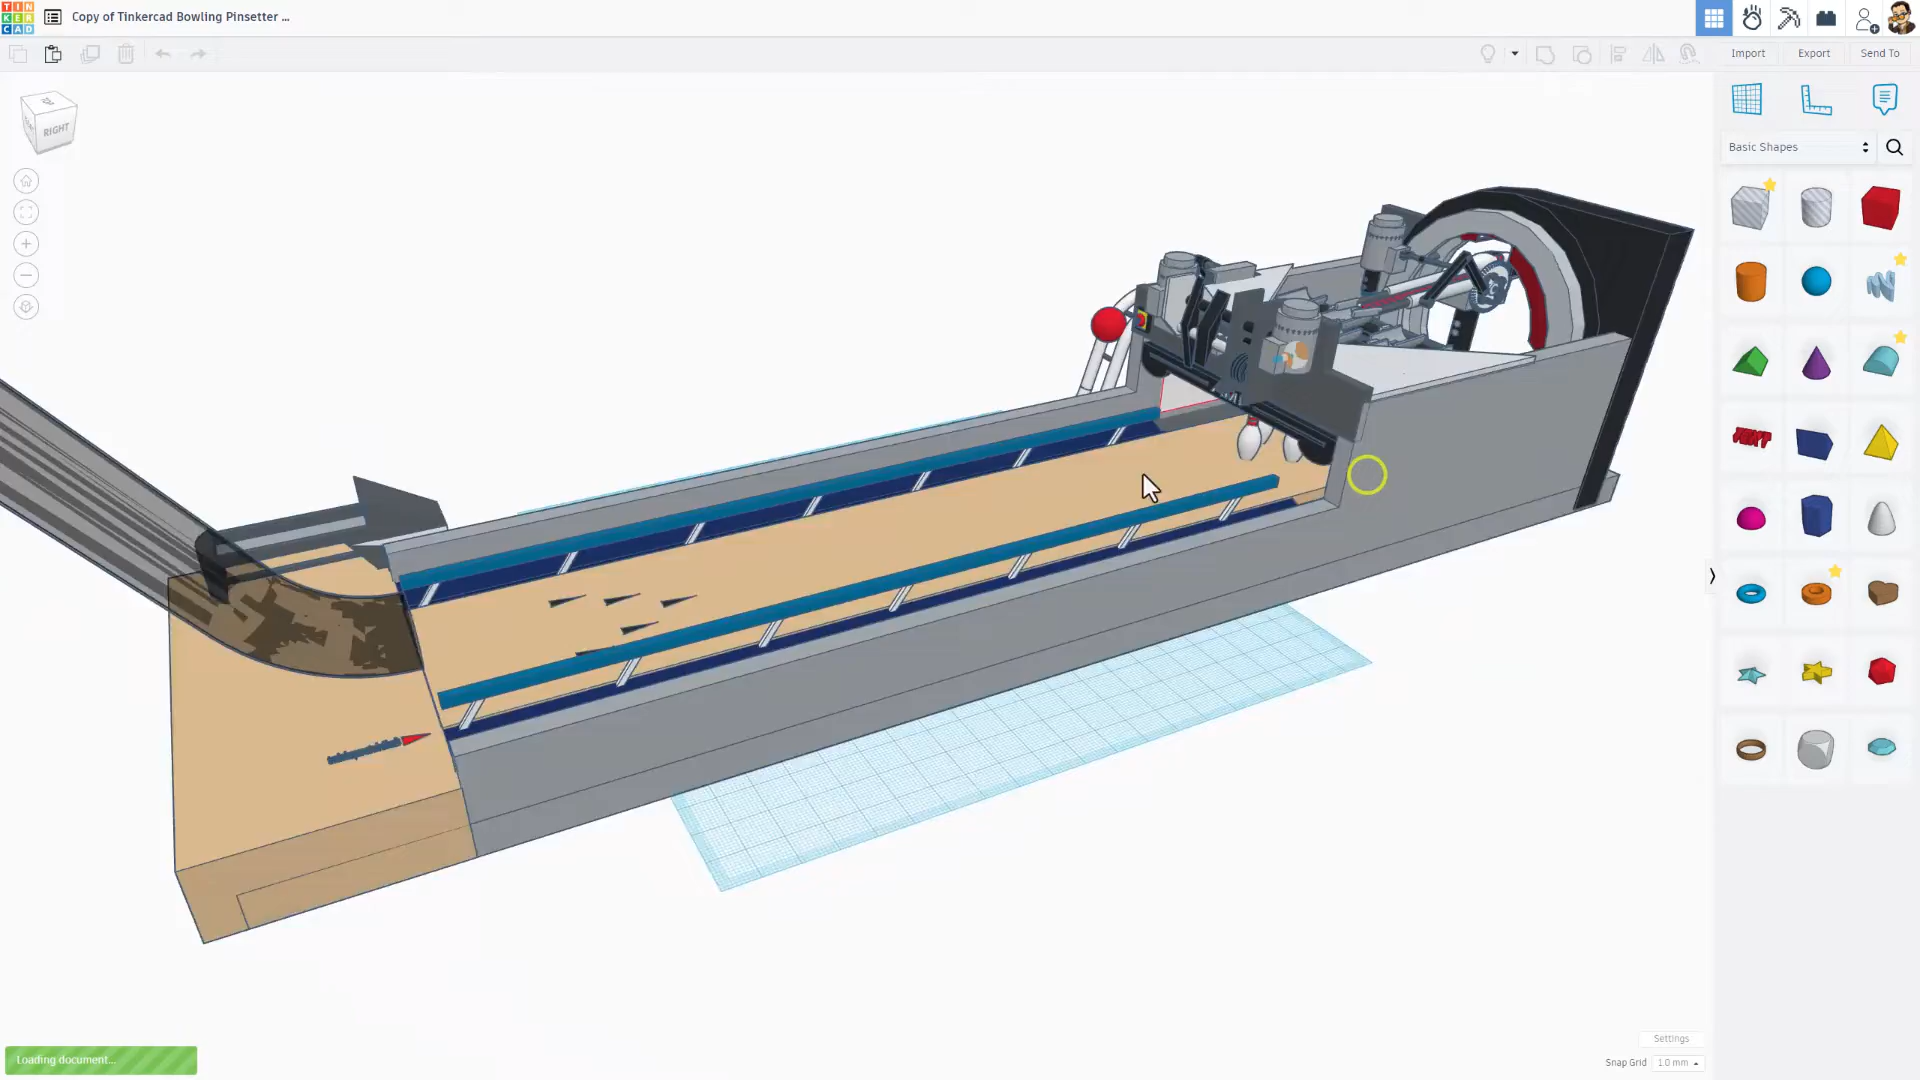 TIN
KER
CAD
Copy of Tinkercad Bowling Pinsetter ...
Import
Export
Send To
RIGHT
Basic Shapes
TEXT
Loading document...
Settings
Snap Grid
1.0 mm